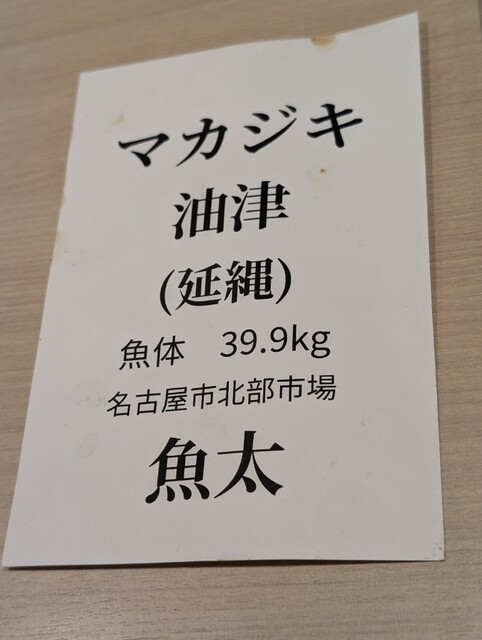 マカジキ
油津
(延縄)
魚体　39.9kg
名古屋市北部市場
魚太